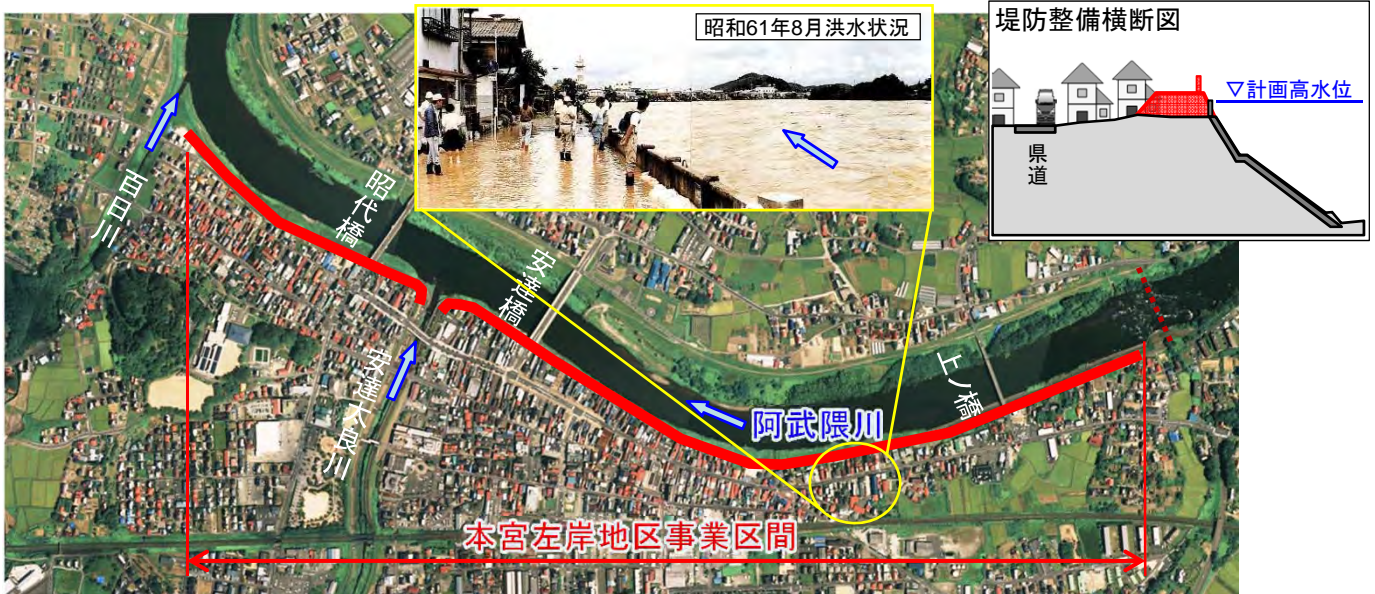 昭和61年8月洪水状況
堤防整備横断図
▽計画高水位
県道
百日川
昭代橋
安達橋
安達太良川
上ノ橋
阿武隈川
本宮左岸地区事業区間